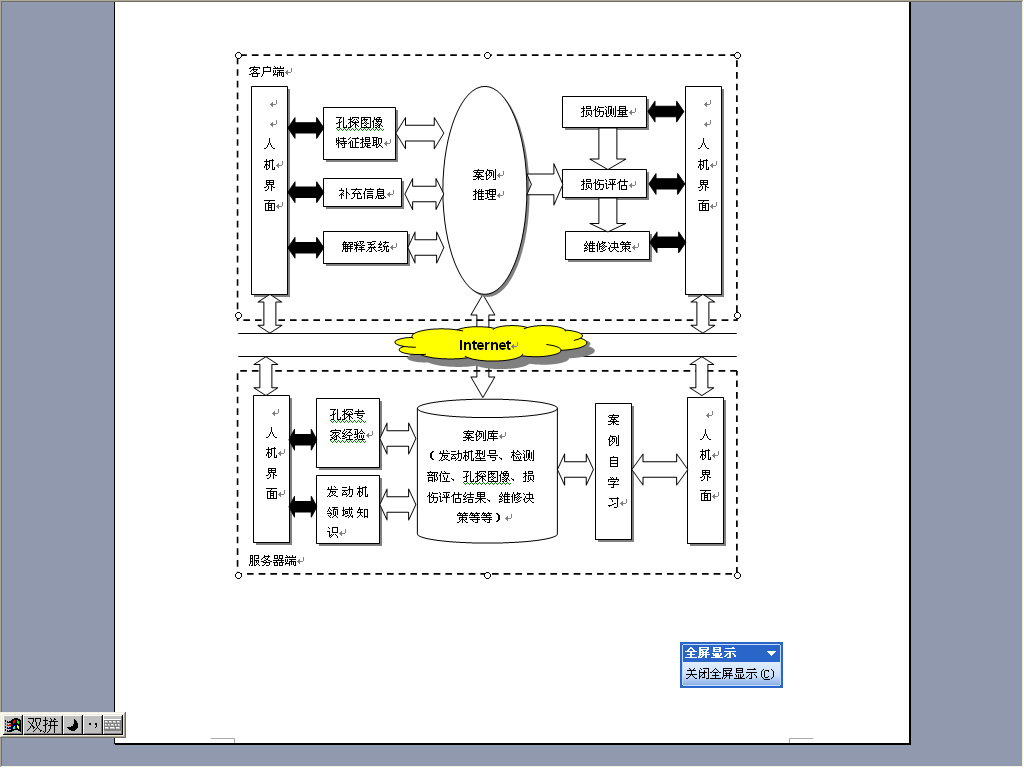 客户端
人
机
界
面
孔探图像
特征提取
补充信息
解释系统
案例
推理
损伤测量
损伤评估
维修决策
人
机
界
面
Internet
人
机
界
面
孔探专
家经验
发动机
领域知
识
案例库
（发动机型号、检测
部位、孔探图像、损
伤评估结果、维修决
策等等）
案
例
自
学
习
人
机
界
面
服务器端
全屏显示
关闭全屏显示(C)
双拼